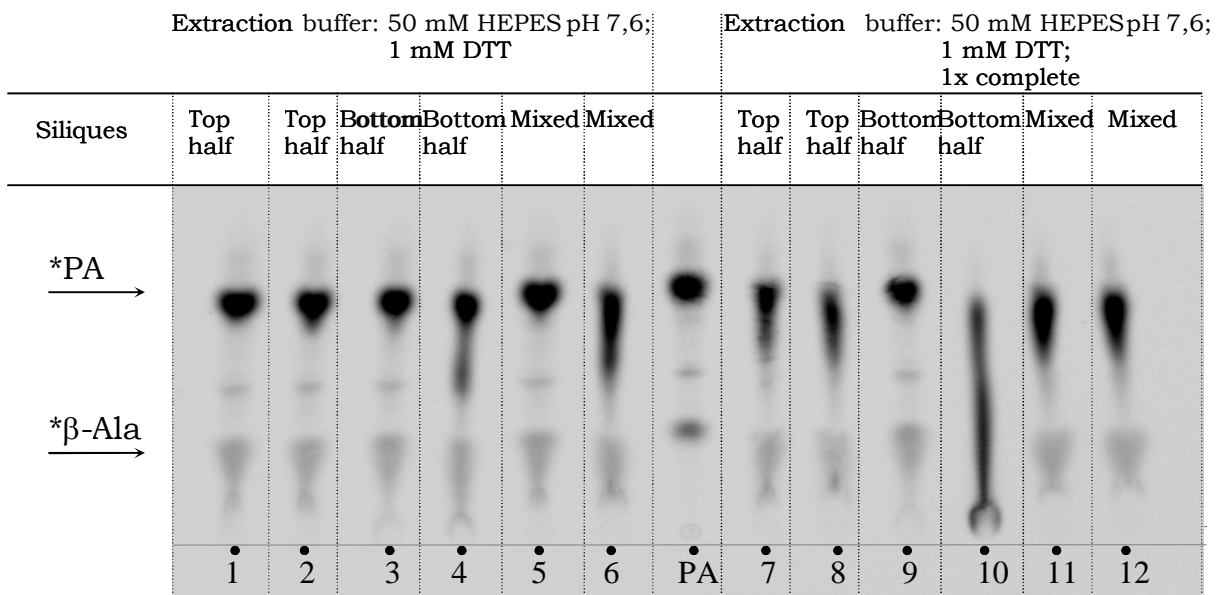 Extraction buffer: 50 mM HEPES pH 7,6; Extraction buffer: 50 mM HEPES pH 7,6;
1 mM DTT 1 mM DTT;
1x complete
Siliques Top half Top half Bottom half Bottom half Mixed Mixed Top half Top half Bottom half Bottom half Mixed Mixed
*PA
*β-Ala
1 2 3 4 5 6 PA 7 8 9 10 11 12